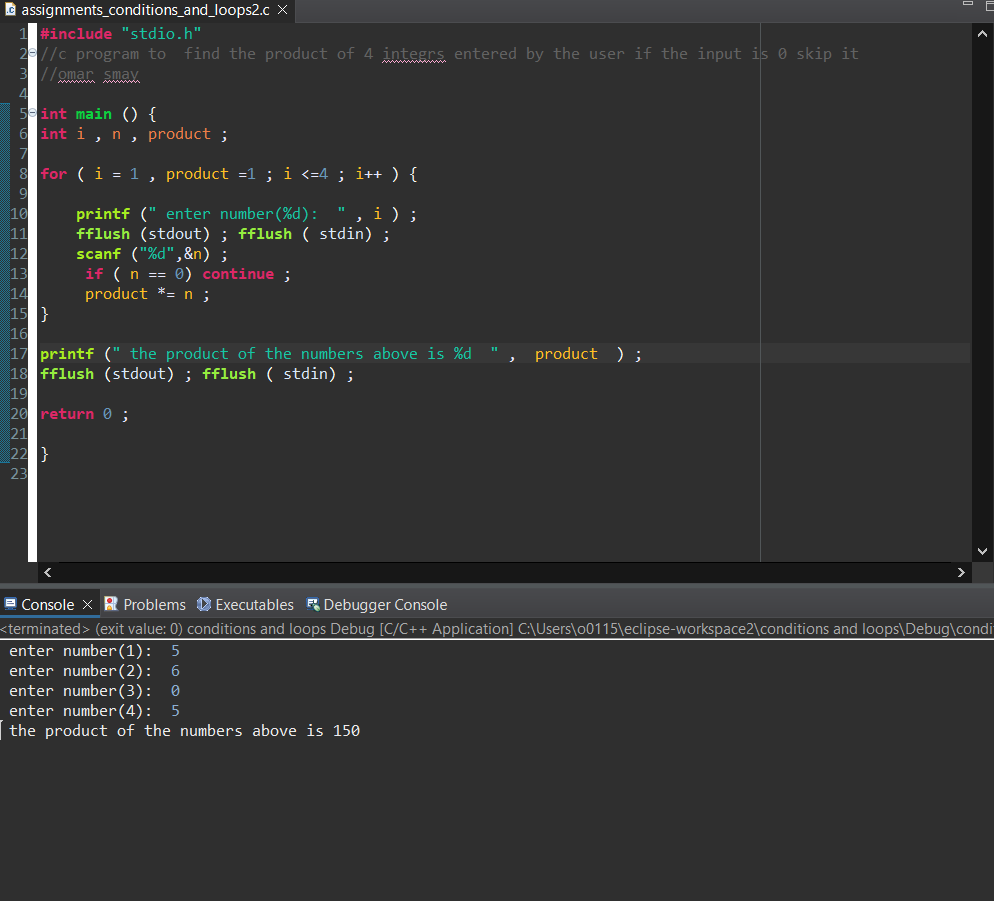 assignments_conditions_and_loops2.c
1 #include "stdio.h"
2 //c program to  find the product of 4 integrs entered by the user if the input is 0 skip it
3 //omar smay
4
5 int main () {
6 int i , n , product ;
7
8 for ( i = 1 , product =1 ; i <=4 ; i++ ) {
9
10     printf (" enter number(%d):  " , i ) ;
11     fflush (stdout) ; fflush ( stdin) ;
12     scanf ("%d",&n) ;
13      if ( n == 0) continue ;
14      product *= n ;
15 }
16
17 printf (" the product of the numbers above is %d  " ,  product  ) ;
18 fflush (stdout) ; fflush ( stdin) ;
19
20 return 0 ;
21
22 }
23
Console Problems Executables Debugger Console
<terminated> (exit value: 0) conditions and loops Debug [C/C++ Application] C:\Users\o0115\eclipse-workspace2\conditions and loops\Debug\condi
enter number(1):  5
enter number(2):  6
enter number(3):  0
enter number(4):  5
the product of the numbers above is 150